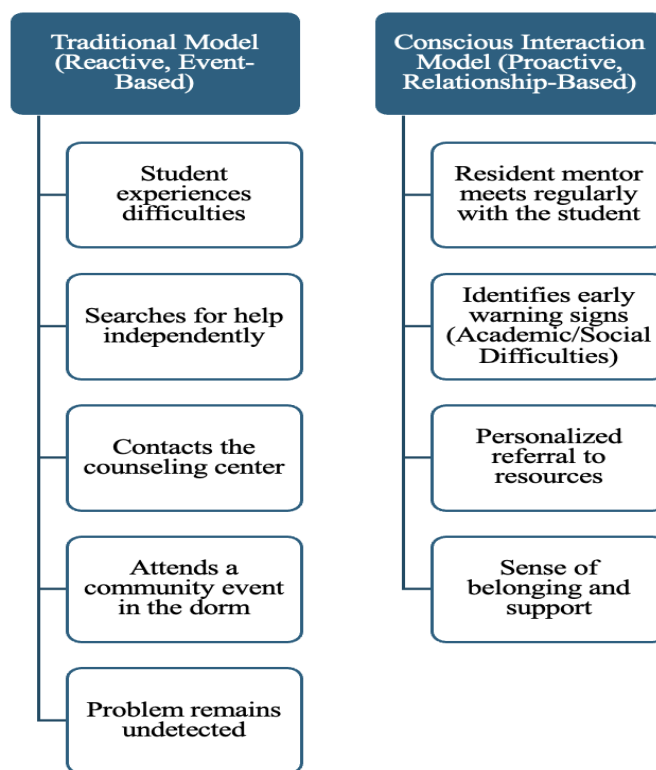 Traditional Model
(Reactive, Event-
Based)
Student
experiences
difficulties
Searches for help
independently
Contacts the
counseling center
Attends a
community event
in the dorm
Problem remains
undetected
Conscious Interaction
Model (Proactive,
Relationship-Based)
Resident mentor
meets regularly
with the student
Identifies early
warning signs
(Academic/Social
Difficulties)
Personalized
referral to
resources
Sense of
belonging and
support